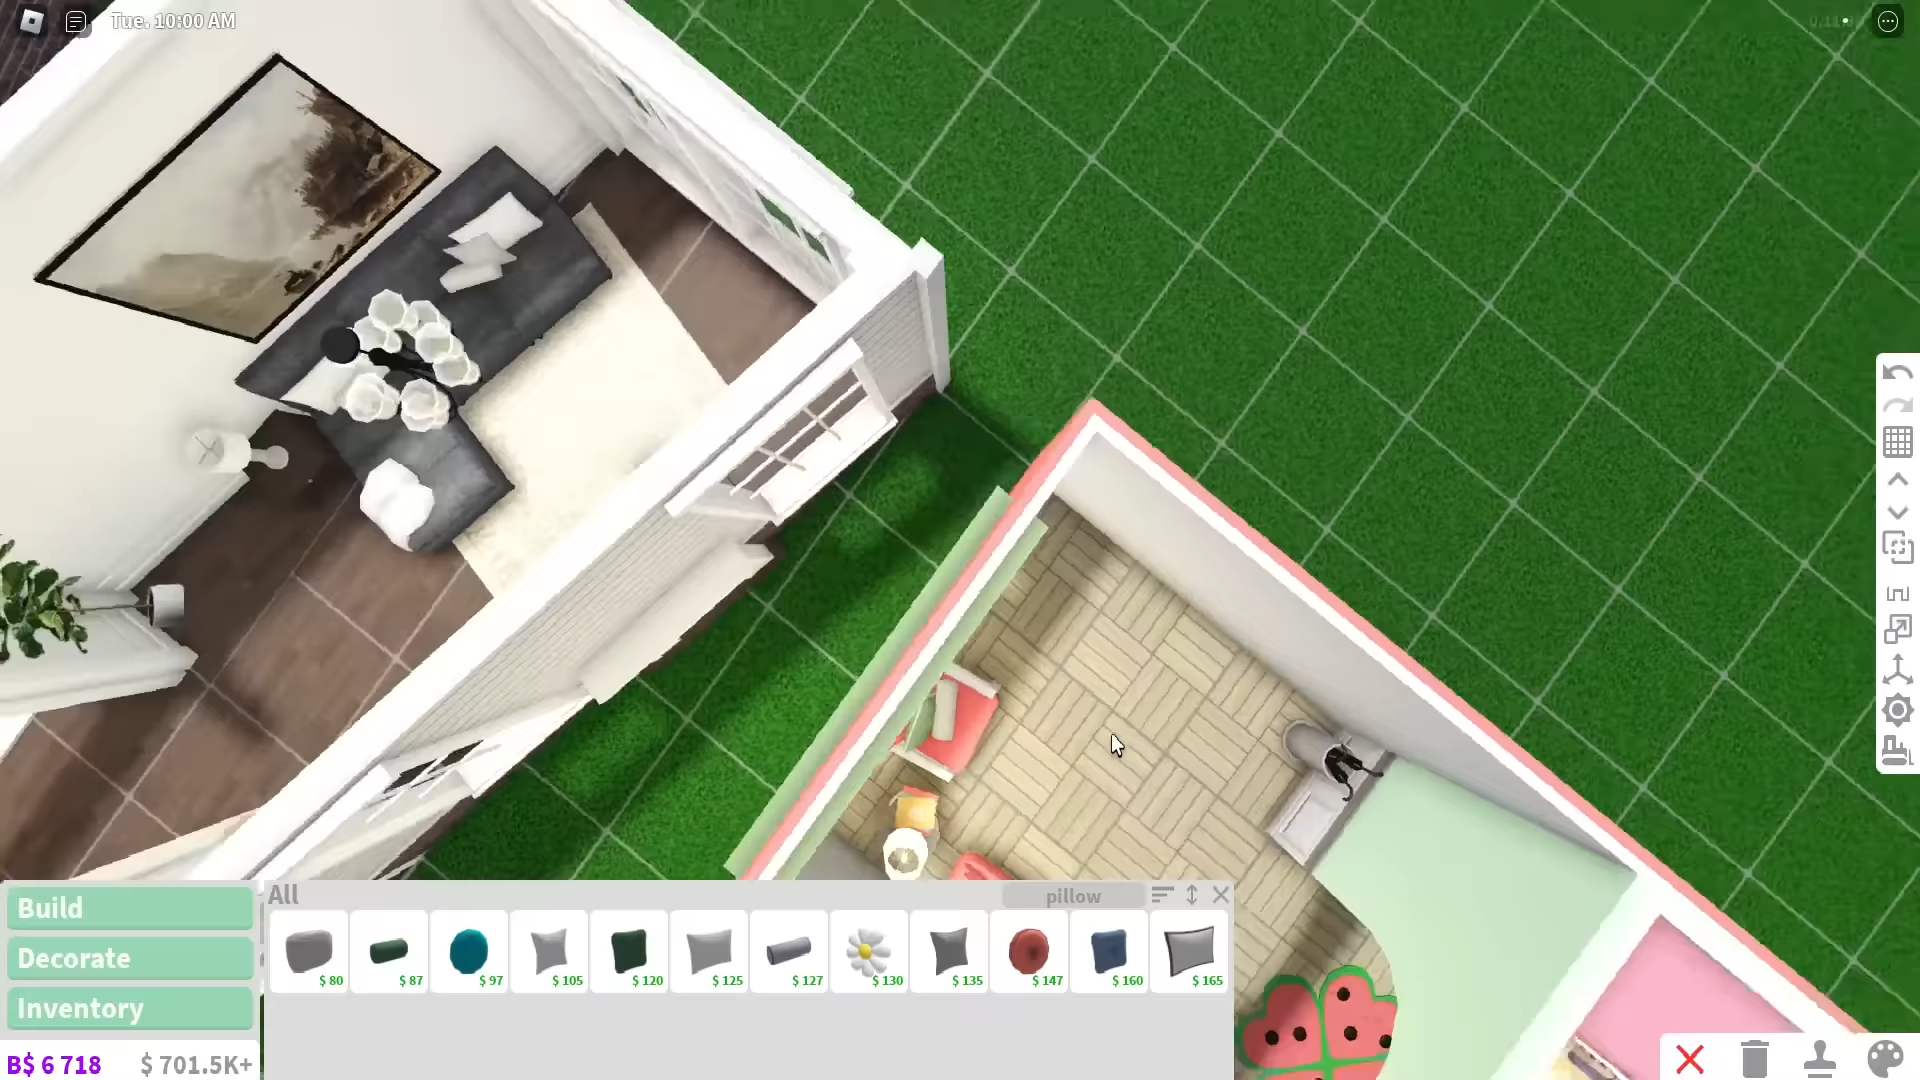 Tue. 10:00 AM
All
pillow
$ 80
$ 87
$ 97
$ 105
$ 120
$ 125
$ 127
$ 130
$ 135
$ 147
$ 160
$ 165
Build
Decorate
Inventory
B$ 6 718
$ 701.5K+